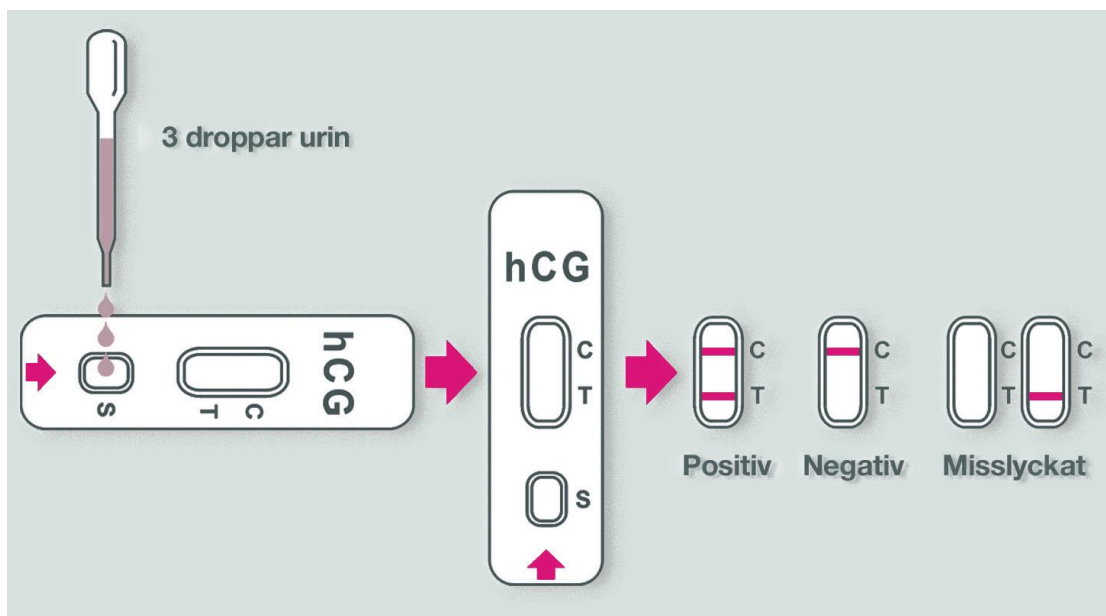 3 droppar urin
S
T
C
hCG
hCG
C
T
S
C
T
Positiv
C
T
Negativ
C
T
C
T
Misslyckat